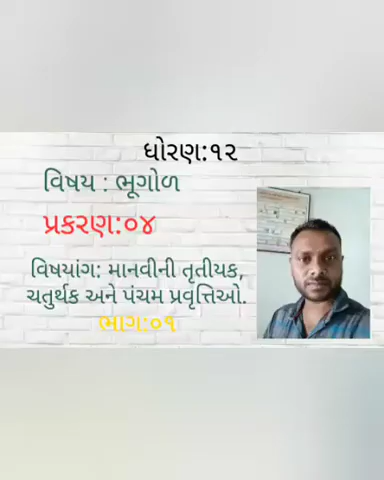 ધોરણ:૧૨
વિષય : ભૂગોળ
પ્રકરણ:૦૪
વિષયાંગ: માનવીની તૃતીયક,
ચતુર્થક અને પંચમ પ્રવૃત્તિઓ.
ભાગ:૦૧